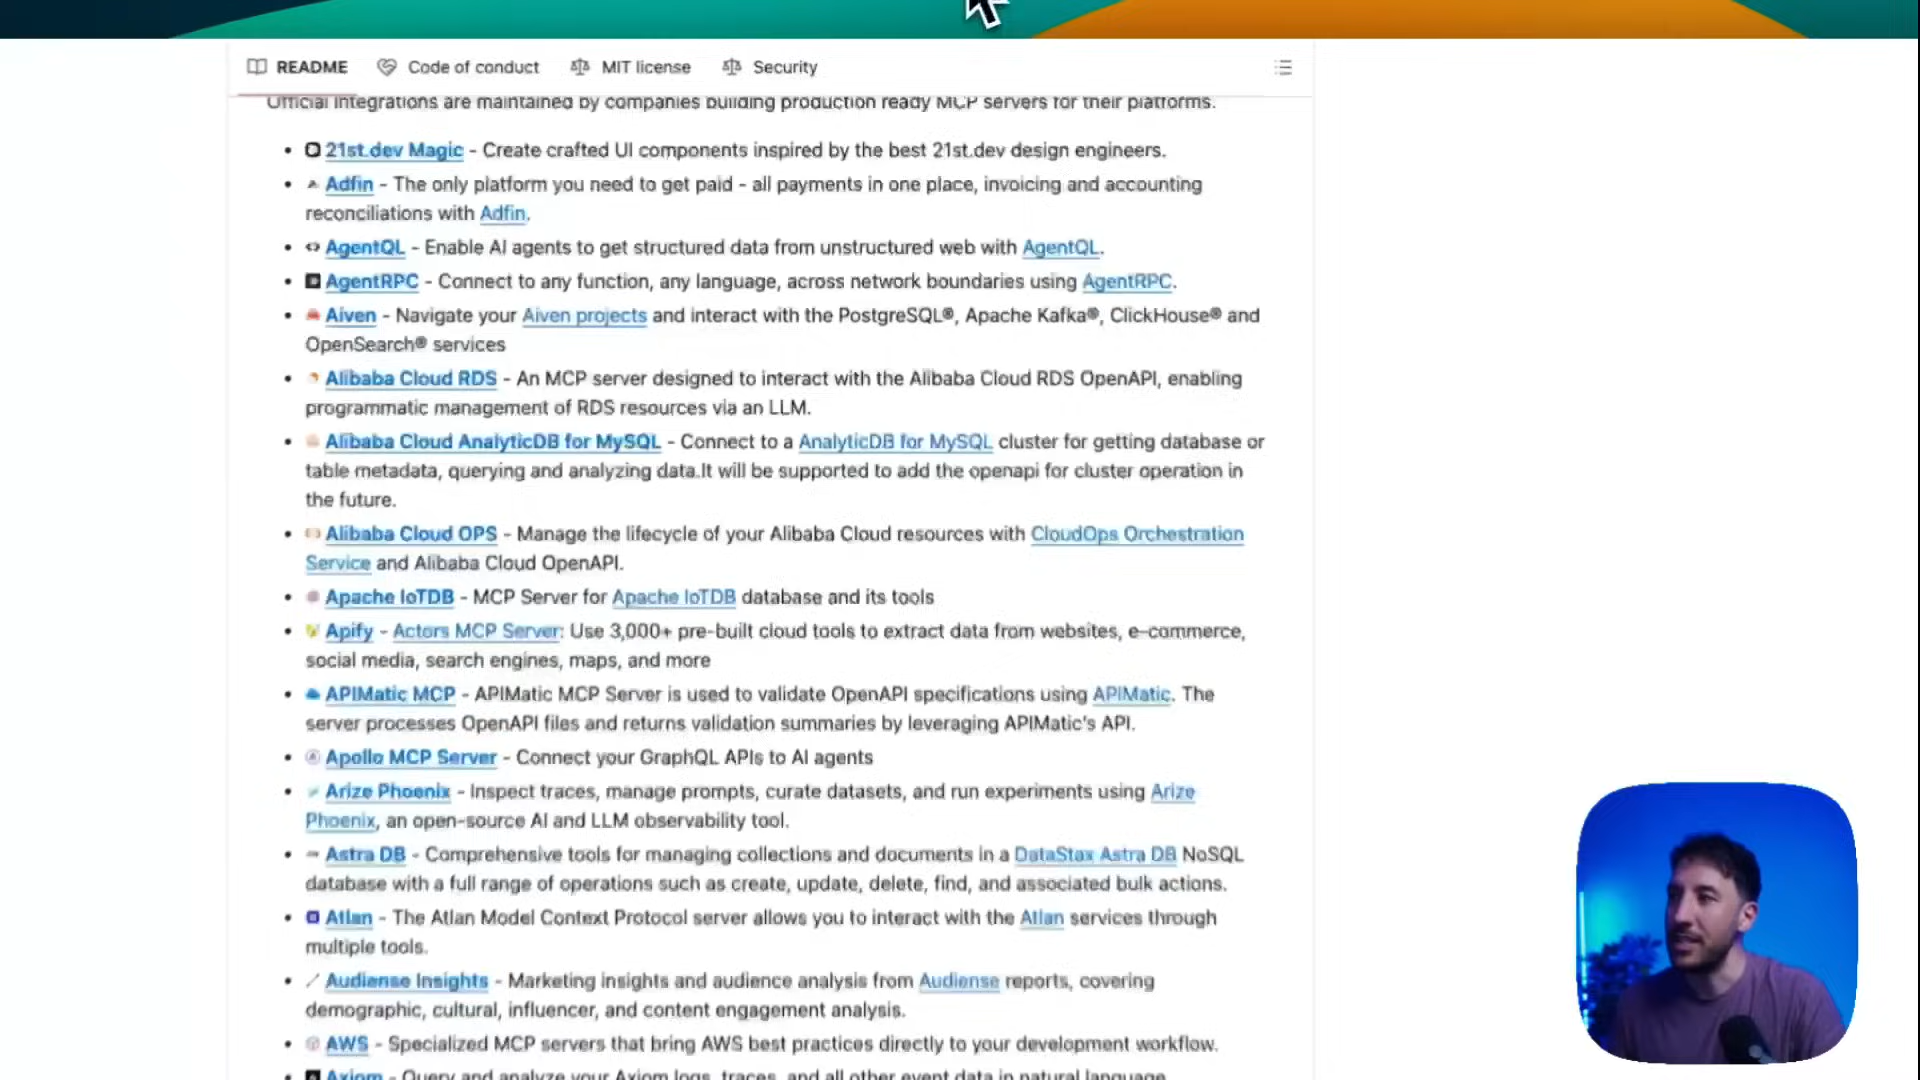 README Code of conduct MIT license Security
Official integrations are maintained by companies building production ready MCP servers for their platforms.
• 21st.dev Magic - Create crafted UI components inspired by the best 21st.dev design engineers.
• Adfin - The only platform you need to get paid - all payments in one place, invoicing and accounting
reconciliations with Adfin.
• AgentQL - Enable AI agents to get structured data from unstructured web with AgentQL.
• AgentRPC - Connect to any function, any language, across network boundaries using AgentRPC.
• Aiven - Navigate your Aiven projects and interact with the PostgreSQL®, Apache Kafka®, ClickHouse® and
OpenSearch® services
• Alibaba Cloud RDS - An MCP server designed to interact with the Alibaba Cloud RDS OpenAPI, enabling
programmatic management of RDS resources via an LLM.
• Alibaba Cloud AnalyticDB for MySQL - Connect to a AnalyticDB for MySQL cluster for getting database or
table metadata, querying and analyzing data.It will be supported to add the openapi for cluster operation in
the future.
• Alibaba Cloud OPS - Manage the lifecycle of your Alibaba Cloud resources with CloudOps Orchestration
Service and Alibaba Cloud OpenAPI.
• Apache IoTDB - MCP Server for Apache IoTDB database and its tools
• Apify - Actors MCP Server: Use 3,000+ pre-built cloud tools to extract data from websites, e-commerce,
social media, search engines, maps, and more
• APIMatic MCP - APIMatic MCP Server is used to validate OpenAPI specifications using APIMatic. The
server processes OpenAPI files and returns validation summaries by leveraging APIMatic's API.
• Apollo MCP Server - Connect your GraphQL APIs to AI agents
• Arize Phoenix - Inspect traces, manage prompts, curate datasets, and run experiments using Arize
Phoenix, an open-source AI and LLM observability tool.
• Astra DB - Comprehensive tools for managing collections and documents in a DataStax Astra DB NoSQL
database with a full range of operations such as create, update, delete, find, and associated bulk actions.
• Atlan - The Atlan Model Context Protocol server allows you to interact with the Atlan services through
multiple tools.
• Audiense Insights - Marketing insights and audience analysis from Audiense reports, covering
demographic, cultural, influencer, and content engagement analysis.
• AWS - Specialized MCP servers that bring AWS best practices directly to your development workflow.
• Axiom - Query and analyze your Axiom logs, traces, and all other event data in natural language